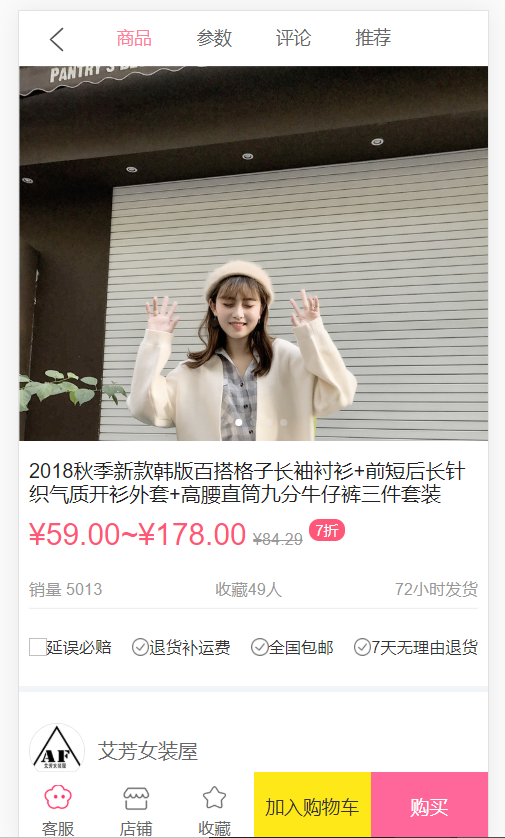 商品 参数 评论 推荐
PANTRY'S
2018秋季新款韩版百搭格子长袖衬衫+前短后长针
织气质开衫外套+高腰直筒九分牛仔裤三件套装
¥59.00~¥178.00 ¥84.29 7折
销量 5013 收藏49人 72小时发货
延误必赔 退货补运费 全国包邮 7天无理由退货
AF
艾芳女装屋
艾芳女装屋
客服 店铺 收藏 加入购物车 购买